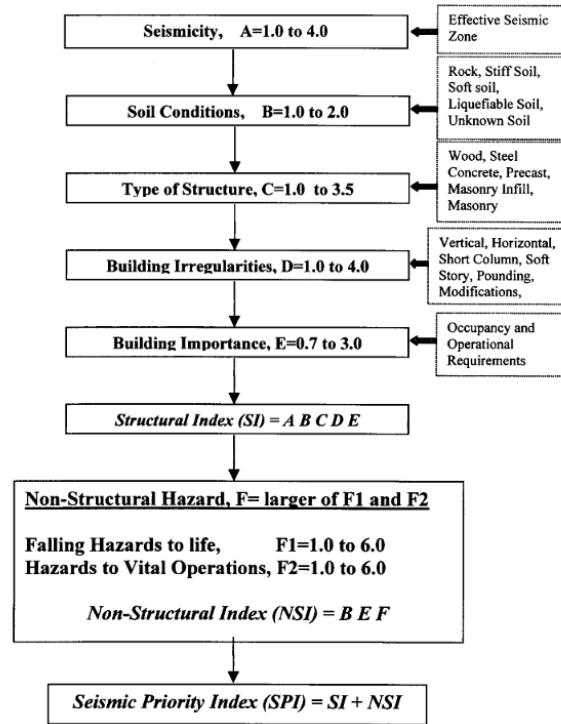 Seismicity, A=1.0 to 4.0
Effective Seismic
Zone
Soil Conditions, B=1.0 to 2.0
Rock, Stiff Soil,
Soft soil,
Liquefiable Soil,
Unknown Soil
Type of Structure, C=1.0 to 3.5
Wood, Steel
Concrete, Precast,
Masonry Infill,
Masonry
Building Irregularities, D=1.0 to 4.0
Vertical, Horizontal,
Short Column, Soft
Story, Pounding,
Modifications,
Building Importance, E=0.7 to 3.0
Occupancy and
Operational
Requirements
Structural Index (SI) = A B C D E
Non-Structural Hazard, F= larger of F1 and F2
Falling Hazards to life, F1=1.0 to 6.0
Hazards to Vital Operations, F2=1.0 to 6.0
Non-Structural Index (NSI) = B E F
Seismic Priority Index (SPI) = SI + NSI